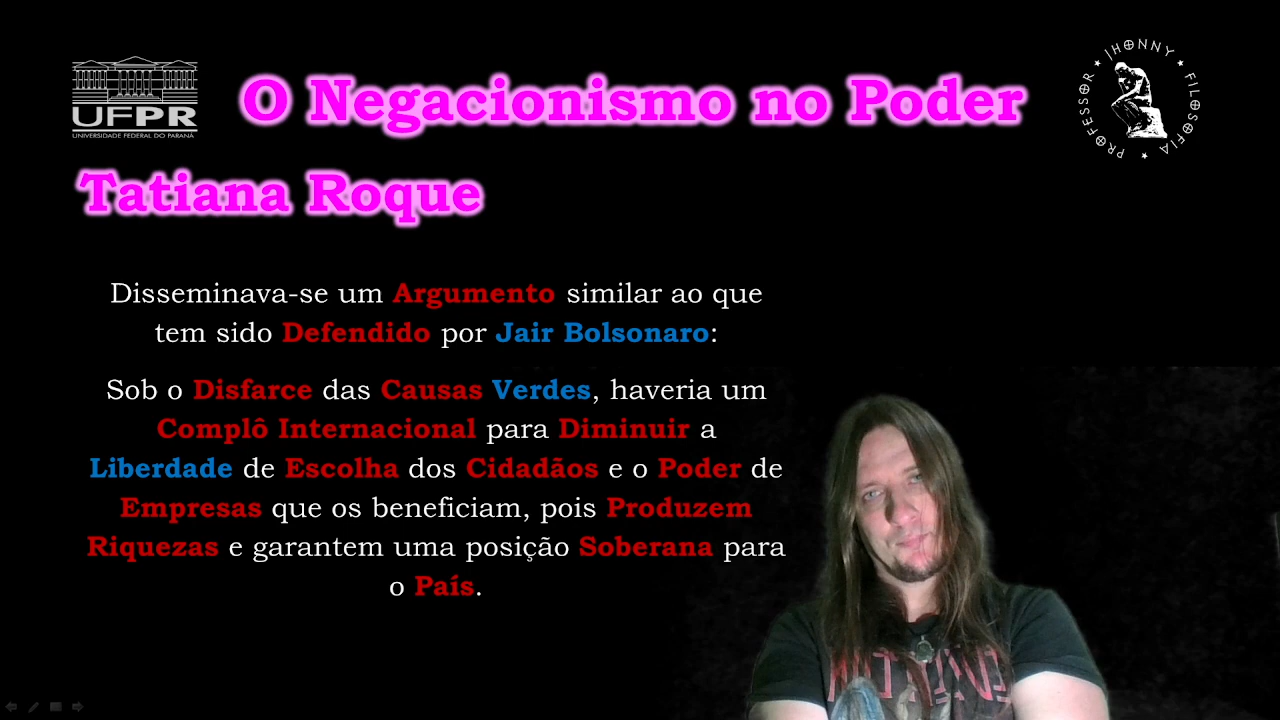 UFPR
UNIVERSIDADE FEDERAL DO PARANÁ
O Negacionismo no Poder
PROFESSOR ★ JHONNY ★ FILOSOFIA ★
Tatiana Roque
Disseminava-se um Argumento similar ao que
tem sido Defendido por Jair Bolsonaro:
Sob o Disfarce das Causas Verdes, haveria um
Complô Internacional para Diminuir a
Liberdade de Escolha dos Cidadãos e o Poder de
Empresas que os beneficiam, pois Produzem
Riquezas e garantem uma posição Soberana para
o País.